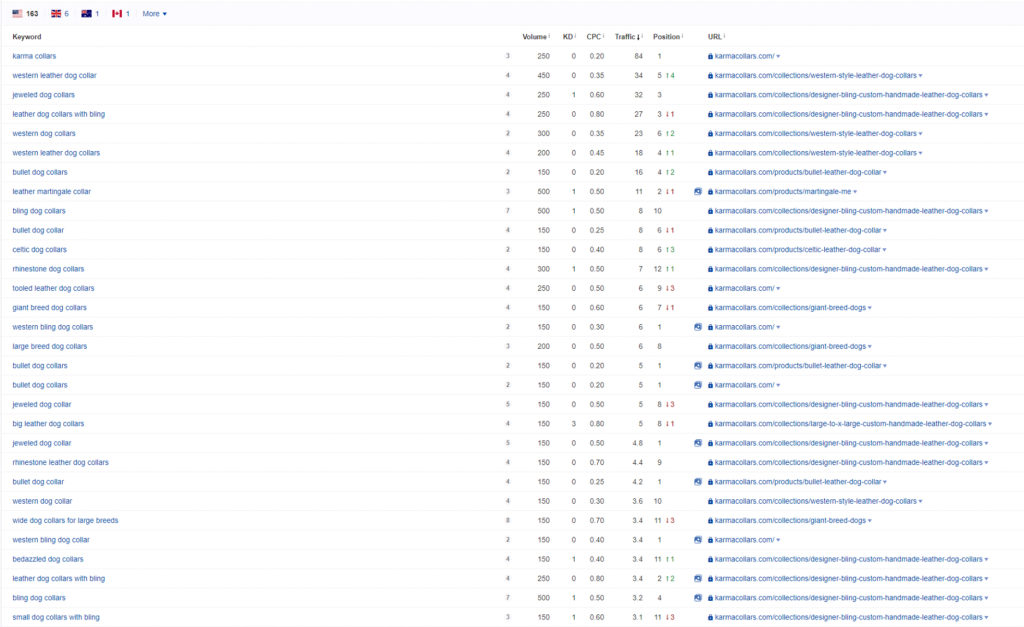 163 6 1 1 More
Keyword Volume KD CPC Traffic Position URL
karma collars 3 250 0 0.20 84 1 karmacollars.com/
western leather dog collar 4 450 0 0.35 34 5 ↑4 karmacollars.com/collections/western-style-leather-dog-collars
jeweled dog collars 4 250 1 0.60 32 3 karmacollars.com/collections/designer-bling-custom-handmade-leather-dog-collars
leather dog collars with bling 4 250 0 0.80 27 3 ↓1 karmacollars.com/collections/designer-bling-custom-handmade-leather-dog-collars
western dog collars 2 300 0 0.35 23 6 ↑2 karmacollars.com/collections/western-style-leather-dog-collars
western leather dog collars 4 200 0 0.45 18 4 ↑1 karmacollars.com/collections/western-style-leather-dog-collars
bullet dog collars 2 150 0 0.20 16 4 ↑2 karmacollars.com/products/bullet-leather-dog-collar
leather martingale collar 3 500 1 0.50 11 2 ↓1 karmacollars.com/products/martingale-me
bling dog collars 7 500 1 0.50 8 10 karmacollars.com/collections/designer-bling-custom-handmade-leather-dog-collars
bullet dog collar 4 150 0 0.25 8 6 ↓1 karmacollars.com/products/bullet-leather-dog-collar
celtic dog collars 2 150 0 0.40 8 6 ↑3 karmacollars.com/products/celtic-leather-dog-collar
rhinestone dog collars 4 300 1 0.50 7 12 ↑1 karmacollars.com/collections/designer-bling-custom-handmade-leather-dog-collars
tooled leather dog collars 4 250 0 0.50 6 9 ↓3 karmacollars.com/
giant breed dog collars 4 150 0 0.60 6 7 ↓1 karmacollars.com/collections/giant-breed-dogs
western bling dog collars 2 150 0 0.30 6 1 karmacollars.com/
large breed dog collars 3 200 0 0.50 6 8 karmacollars.com/collections/giant-breed-dogs
bullet dog collars 2 150 0 0.20 5 1 karmacollars.com/products/bullet-leather-dog-collar
bullet dog collars 2 150 0 0.20 5 1 karmacollars.com/
jeweled dog collar 5 150 0 0.50 5 8 ↓3 karmacollars.com/collections/designer-bling-custom-handmade-leather-dog-collars
big leather dog collars 4 150 3 0.80 5 8 ↓1 karmacollars.com/collections/large-to-x-large-custom-handmade-leather-dog-collars
jeweled dog collar 5 150 0 0.50 4.8 1 karmacollars.com/collections/designer-bling-custom-handmade-leather-dog-collars
rhinestone leather dog collars 4 150 0 0.70 4.4 9 karmacollars.com/collections/designer-bling-custom-handmade-leather-dog-collars
bullet dog collar 4 150 0 0.25 4.2 1 karmacollars.com/products/bullet-leather-dog-collar
western dog collar 4 150 0 0.30 3.6 10 karmacollars.com/collections/western-style-leather-dog-collars
wide dog collars for large breeds 8 150 0 0.70 3.4 11 ↓3 karmacollars.com/collections/giant-breed-dogs
western bling dog collar 2 150 0 0.40 3.4 1 karmacollars.com/
bedazzled dog collars 4 150 1 0.40 3.4 11 ↑1 karmacollars.com/collections/designer-bling-custom-handmade-leather-dog-collars
leather dog collars with bling 4 250 0 0.80 3.4 2 ↑2 karmacollars.com/collections/designer-bling-custom-handmade-leather-dog-collars
bling dog collars 7 500 1 0.50 3.2 4 karmacollars.com/collections/designer-bling-custom-handmade-leather-dog-collars
small dog collars with bling 3 150 1 0.60 3.1 11 ↓3 karmacollars.com/collections/designer-bling-custom-handmade-leather-dog-collars